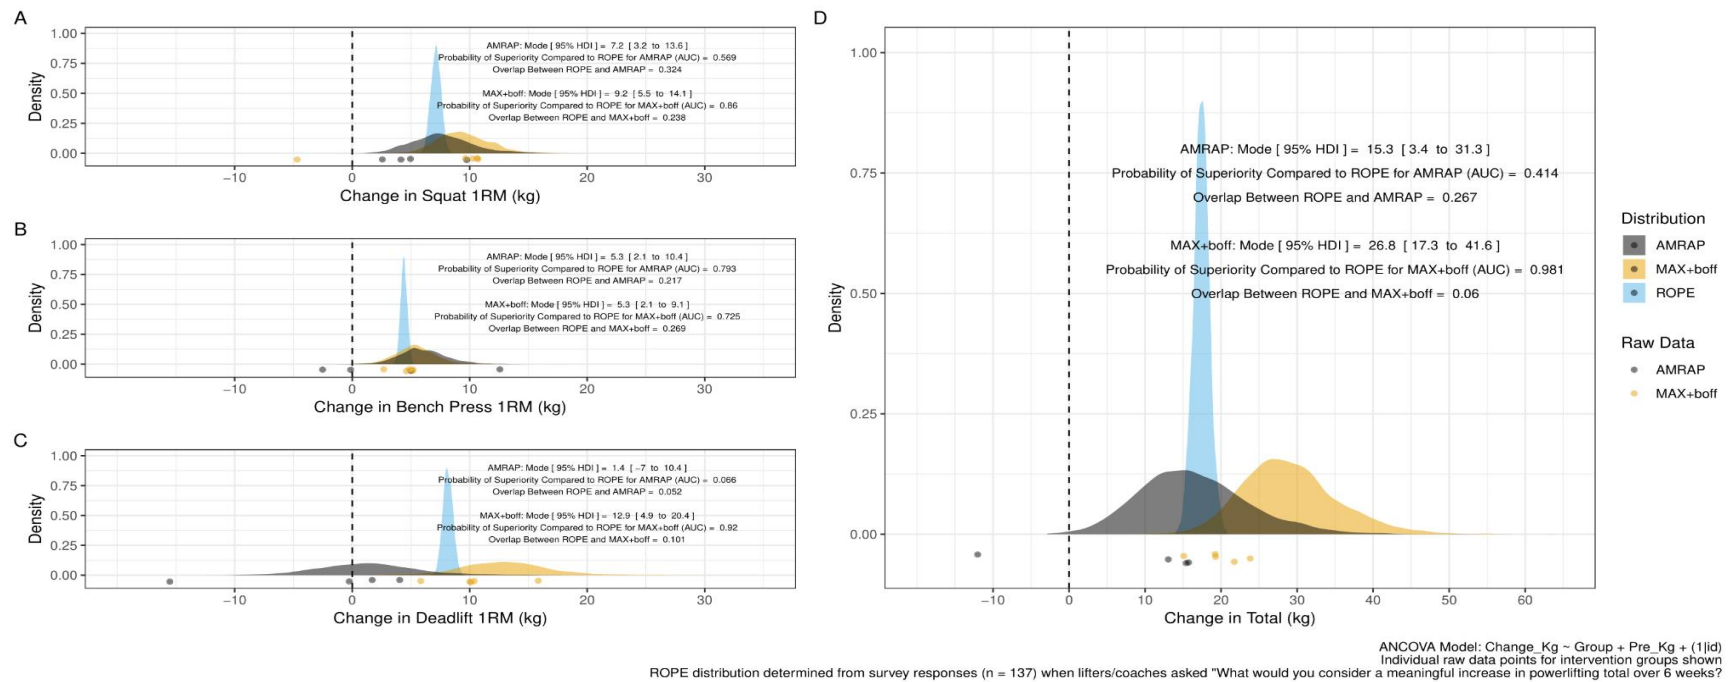 A
1.00
0.75
0.50
0.25
0.00
Density
AMRAP: Mode [ 95% HDI ] = 7.2 [ 3.2 to 13.6 ]
Probability of Superiority Compared to ROPE for AMRAP (AUC) = 0.569
Overlap Between ROPE and AMRAP = 0.324
MAX+boff: Mode [ 95% HDI ] = 9.2 [ 5.5 to 14.1 ]
Probability of Superiority Compared to ROPE for MAX+boff (AUC) = 0.86
Overlap Between ROPE and MAX+boff = 0.238
−10 0 10 20 30
Change in Squat 1RM (kg)
B
1.00
0.75
0.50
0.25
0.00
Density
AMRAP: Mode [ 95% HDI ] = 5.3 [ 2.1 to 10.4 ]
Probability of Superiority Compared to ROPE for AMRAP (AUC) = 0.793
Overlap Between ROPE and AMRAP = 0.217
MAX+boff: Mode [ 95% HDI ] = 5.3 [ 2.1 to 9.1 ]
Probability of Superiority Compared to ROPE for MAX+boff (AUC) = 0.725
Overlap Between ROPE and MAX+boff = 0.269
−10 0 10 20 30
Change in Bench Press 1RM (kg)
C
1.00
0.75
0.50
0.25
0.00
Density
AMRAP: Mode [ 95% HDI ] = 1.4 [ −7 to 10.4 ]
Probability of Superiority Compared to ROPE for AMRAP (AUC) = 0.066
Overlap Between ROPE and AMRAP = 0.052
MAX+boff: Mode [ 95% HDI ] = 12.9 [ 4.9 to 20.4 ]
Probability of Superiority Compared to ROPE for MAX+boff (AUC) = 0.92
Overlap Between ROPE and MAX+boff = 0.101
−10 0 10 20 30
Change in Deadlift 1RM (kg)
D
1.00
0.75
0.50
0.25
0.00
Density
AMRAP: Mode [ 95% HDI ] = 15.3 [ 3.4 to 31.3 ]
Probability of Superiority Compared to ROPE for AMRAP (AUC) = 0.414
Overlap Between ROPE and AMRAP = 0.267
MAX+boff: Mode [ 95% HDI ] = 26.8 [ 17.3 to 41.6 ]
Probability of Superiority Compared to ROPE for MAX+boff (AUC) = 0.981
Overlap Between ROPE and MAX+boff = 0.06
−10 0 10 20 30 40 50 60
Change in Total (kg)
Distribution
AMRAP
MAX+boff
ROPE
Raw Data
AMRAP
MAX+boff
ANCOVA Model: Change_Kg ~ Group + Pre_Kg + (1|id)
Individual raw data points for intervention groups shown
ROPE distribution determined from survey responses (n = 137) when lifters/coaches asked "What would you consider a meaningful increase in powerlifting total over 6 weeks?